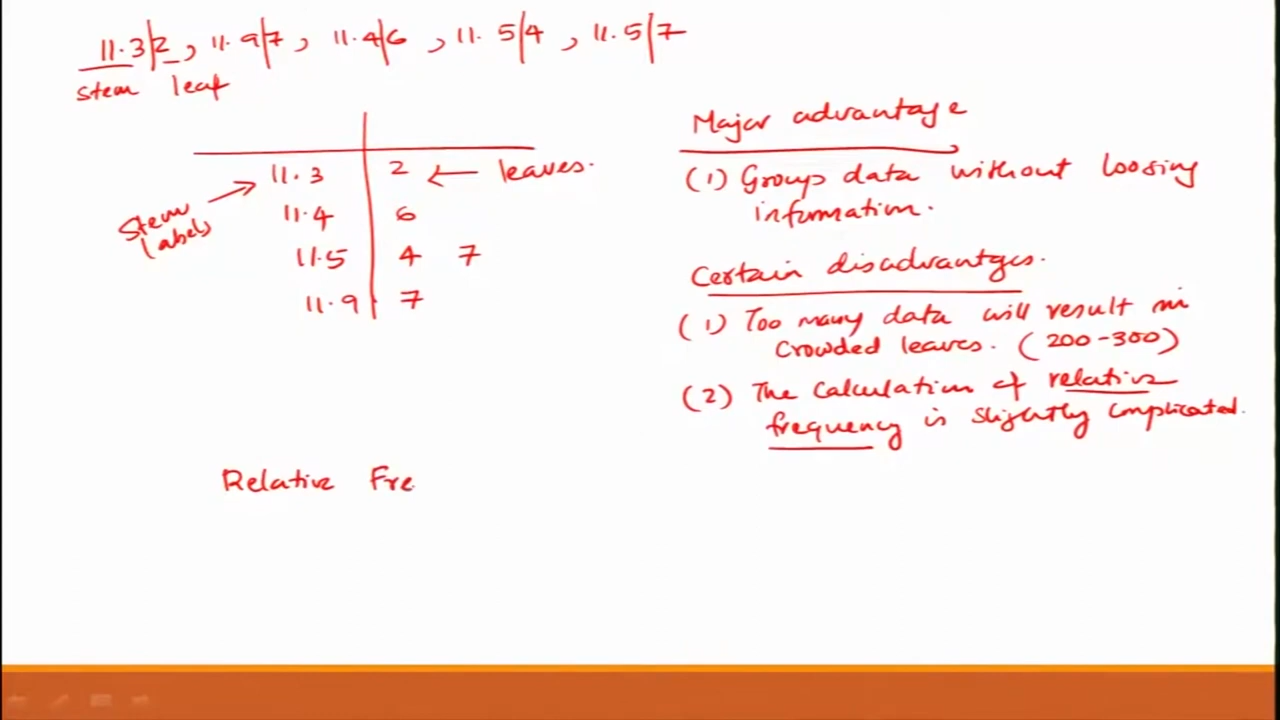 11.3|2, 11.9|7, 11.4|6, 11.5|4, 11.5|7
stem leaf
11.3 | 2 ← leaves.
Stem labels →
11.4 | 6
11.5 | 4 7
11.9 | 7
Major advantage
(1) Group data without loosing
information.
Certain disadvantges.
(1) Too many data will result in
crowded leaves. (200-300)
(2) The calculation of relative
frequency is slightly complicated.
Relative Fre